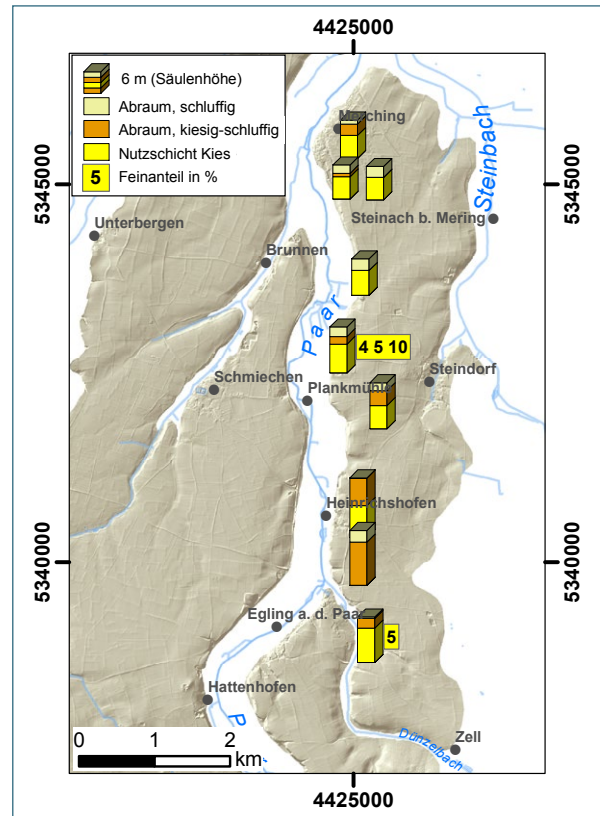 4425000
6 m (Säulenhöhe)
Abraum, schluffig
Abraum, kiesig-schluffig
Nutzschicht Kies
5 Feinanteil in %
5345000
5345000
Steinbach
Steinach b. Mering
Unterbergen
Brunnen
Paar
4 5 10
Steindorf
Schmiechen
Heinrichshofen
5340000
5340000
Egling a. d. Paar
5
Hattenhofen
Zell
Dünzelbach
0 1 2
km
4425000